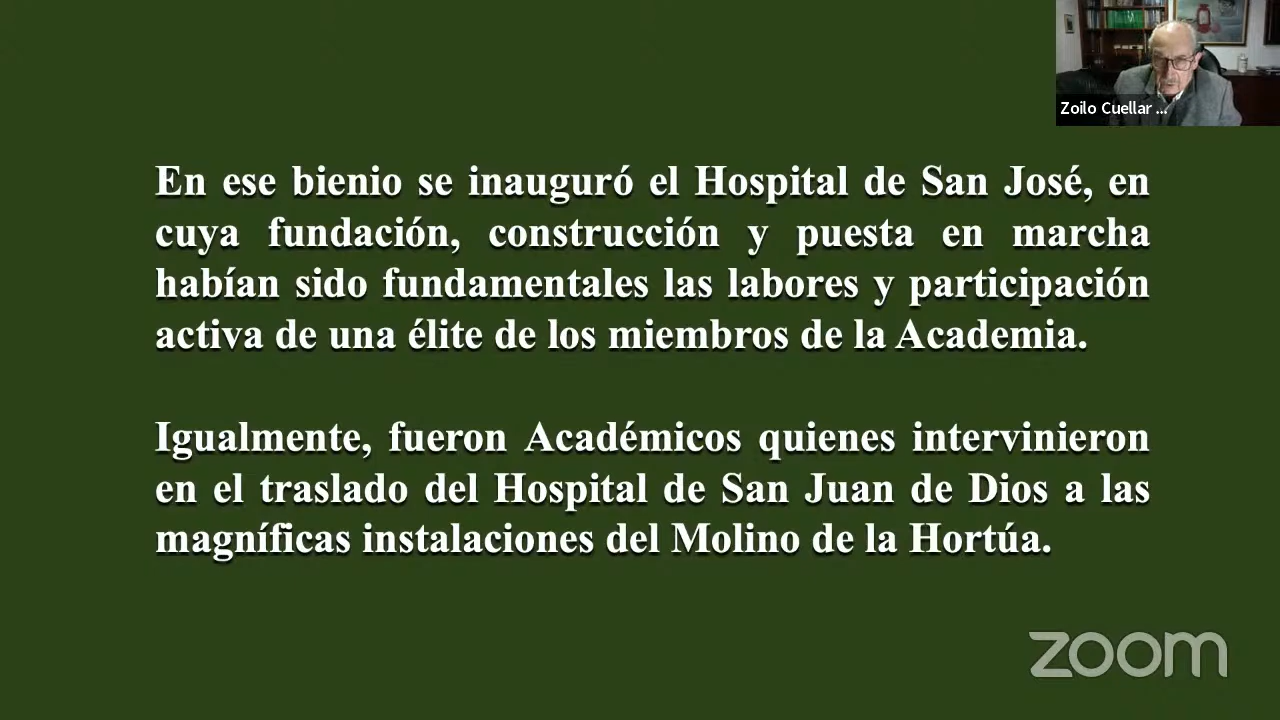 Zoilo Cuellar ...
En ese bienio se inauguró el Hospital de San José, en
cuya fundación, construcción y puesta en marcha
habían sido fundamentales las labores y participación
activa de una élite de los miembros de la Academia.
Igualmente, fueron Académicos quienes intervinieron
en el traslado del Hospital de San Juan de Dios a las
magníficas instalaciones del Molino de la Hortúa.
zoom